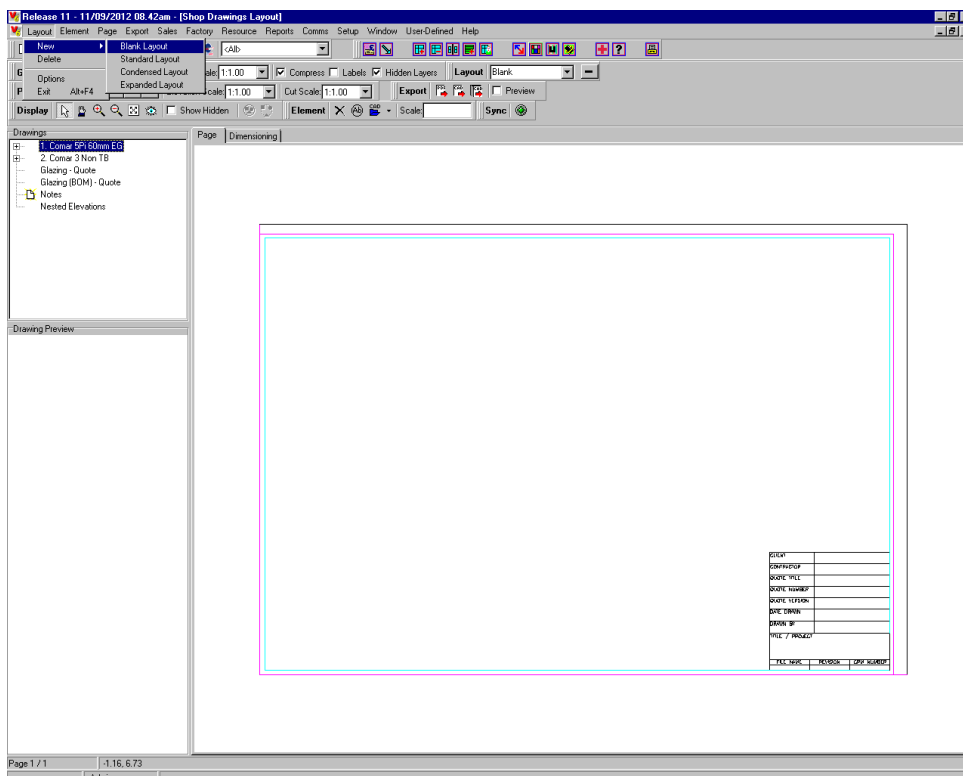 Release 11 - 11/09/2012 08.42am - [Shop Drawings Layout]
Layout Element Page Export Sales Factory Resource Reports Comms Setup Window User-Defined Help
New Blank Layout <All>
Delete Standard Layout
Condensed Layout 1:1.00 Compress Labels Hidden Layers Layout Blank
Options Expanded Layout
Exit Alt+F4 Scale: 1:1.00 Cut Scale: 1:1.00 Export Preview
Display Show Hidden Element Scale: Sync
Drawings Page Dimensioning
1. Comar 5Pi 60mm EG
2. Comar 3 Non TB
Glazing - Quote
Glazing (BOM) - Quote
Notes
Nested Elevations
Drawing Preview
CLIENT
CONTRACTOR
QUOTE TITLE
QUOTE NUMBER
QUOTE VERSION
DATE DRAWN
DRAWN BY
TITLE / PROJECT
FILE NAME REVISION DRW NUMBER
Page 1 / 1 -1.16, 6.73